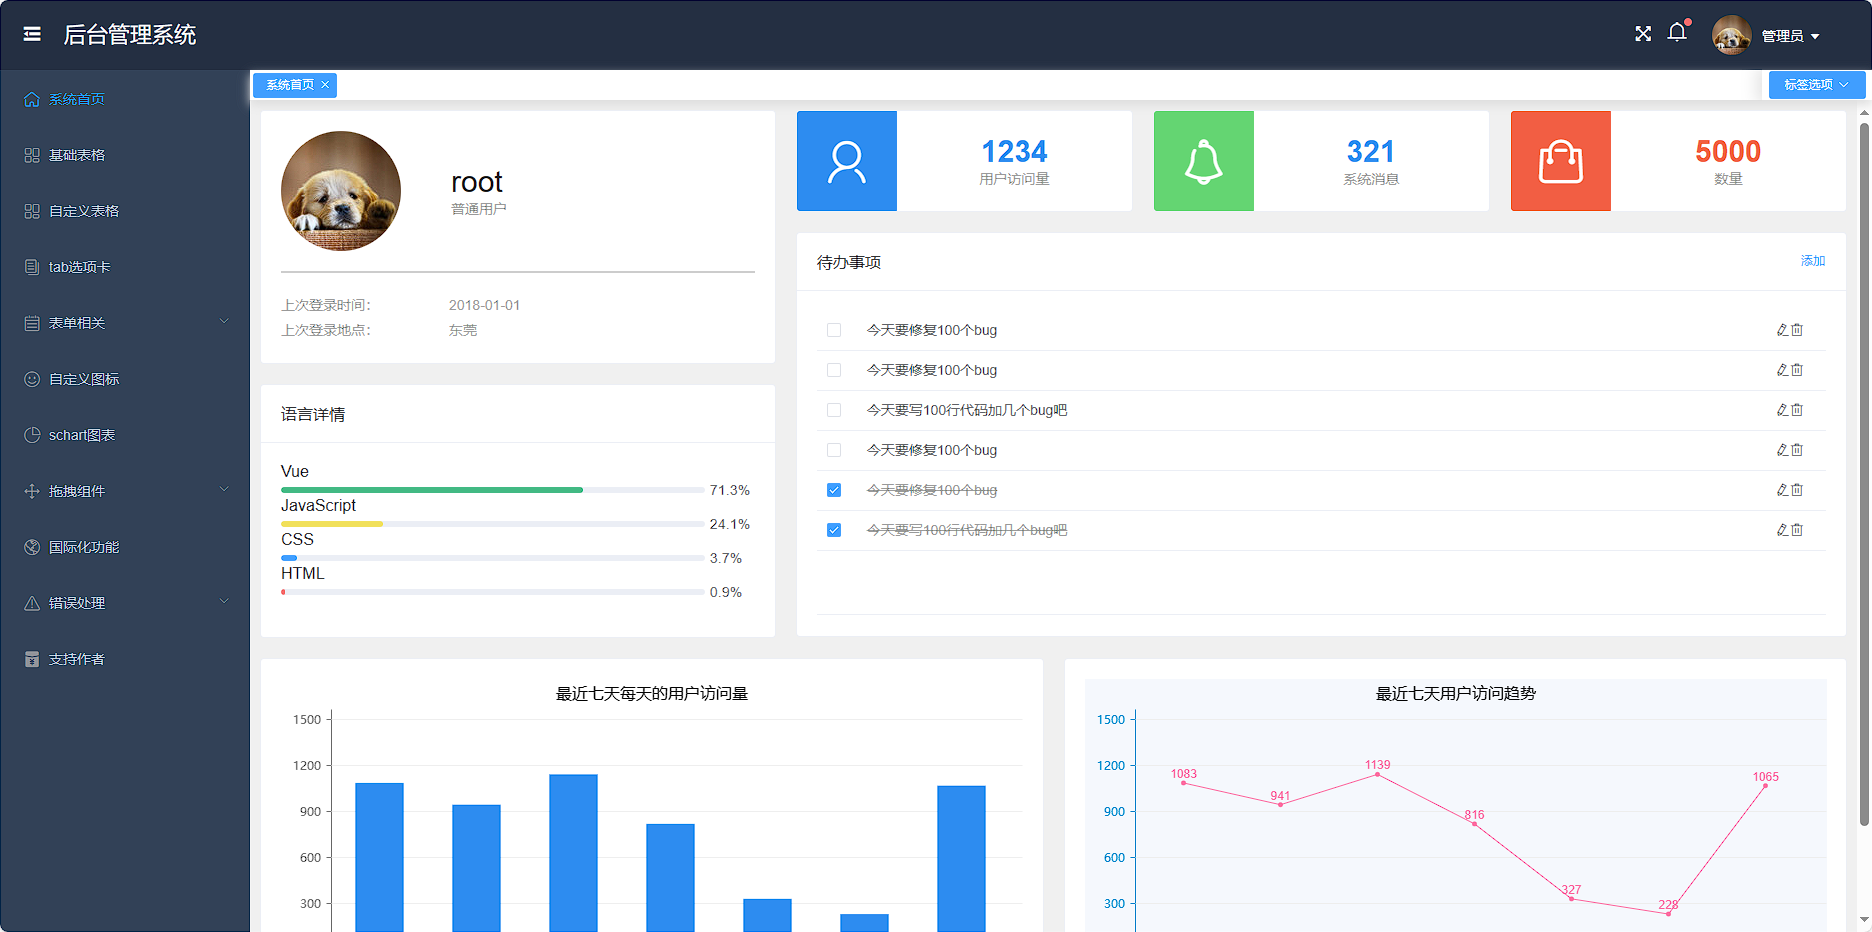 后台管理系统
管理员
系统首页
基础表格
自定义表格
tab选项卡
表单相关
自定义图标
schart图表
拖拽组件
国际化功能
错误处理
支持作者
系统首页
标签选项
root
普通用户
上次登录时间：
2018-01-01
上次登录地点：
东莞
1234
用户访问量
321
系统消息
5000
数量
语言详情
Vue
71.3%
JavaScript
24.1%
CSS
3.7%
HTML
0.9%
待办事项
添加
今天要修复100个bug
今天要修复100个bug
今天要写100行代码加几个bug吧
今天要修复100个bug
今天要修复100个bug
今天要写100行代码加几个bug吧
最近七天每天的用户访问量
1500
1200
900
600
300
最近七天用户访问趋势
1500
1200
900
600
300
1083
941
1139
816
327
228
1065